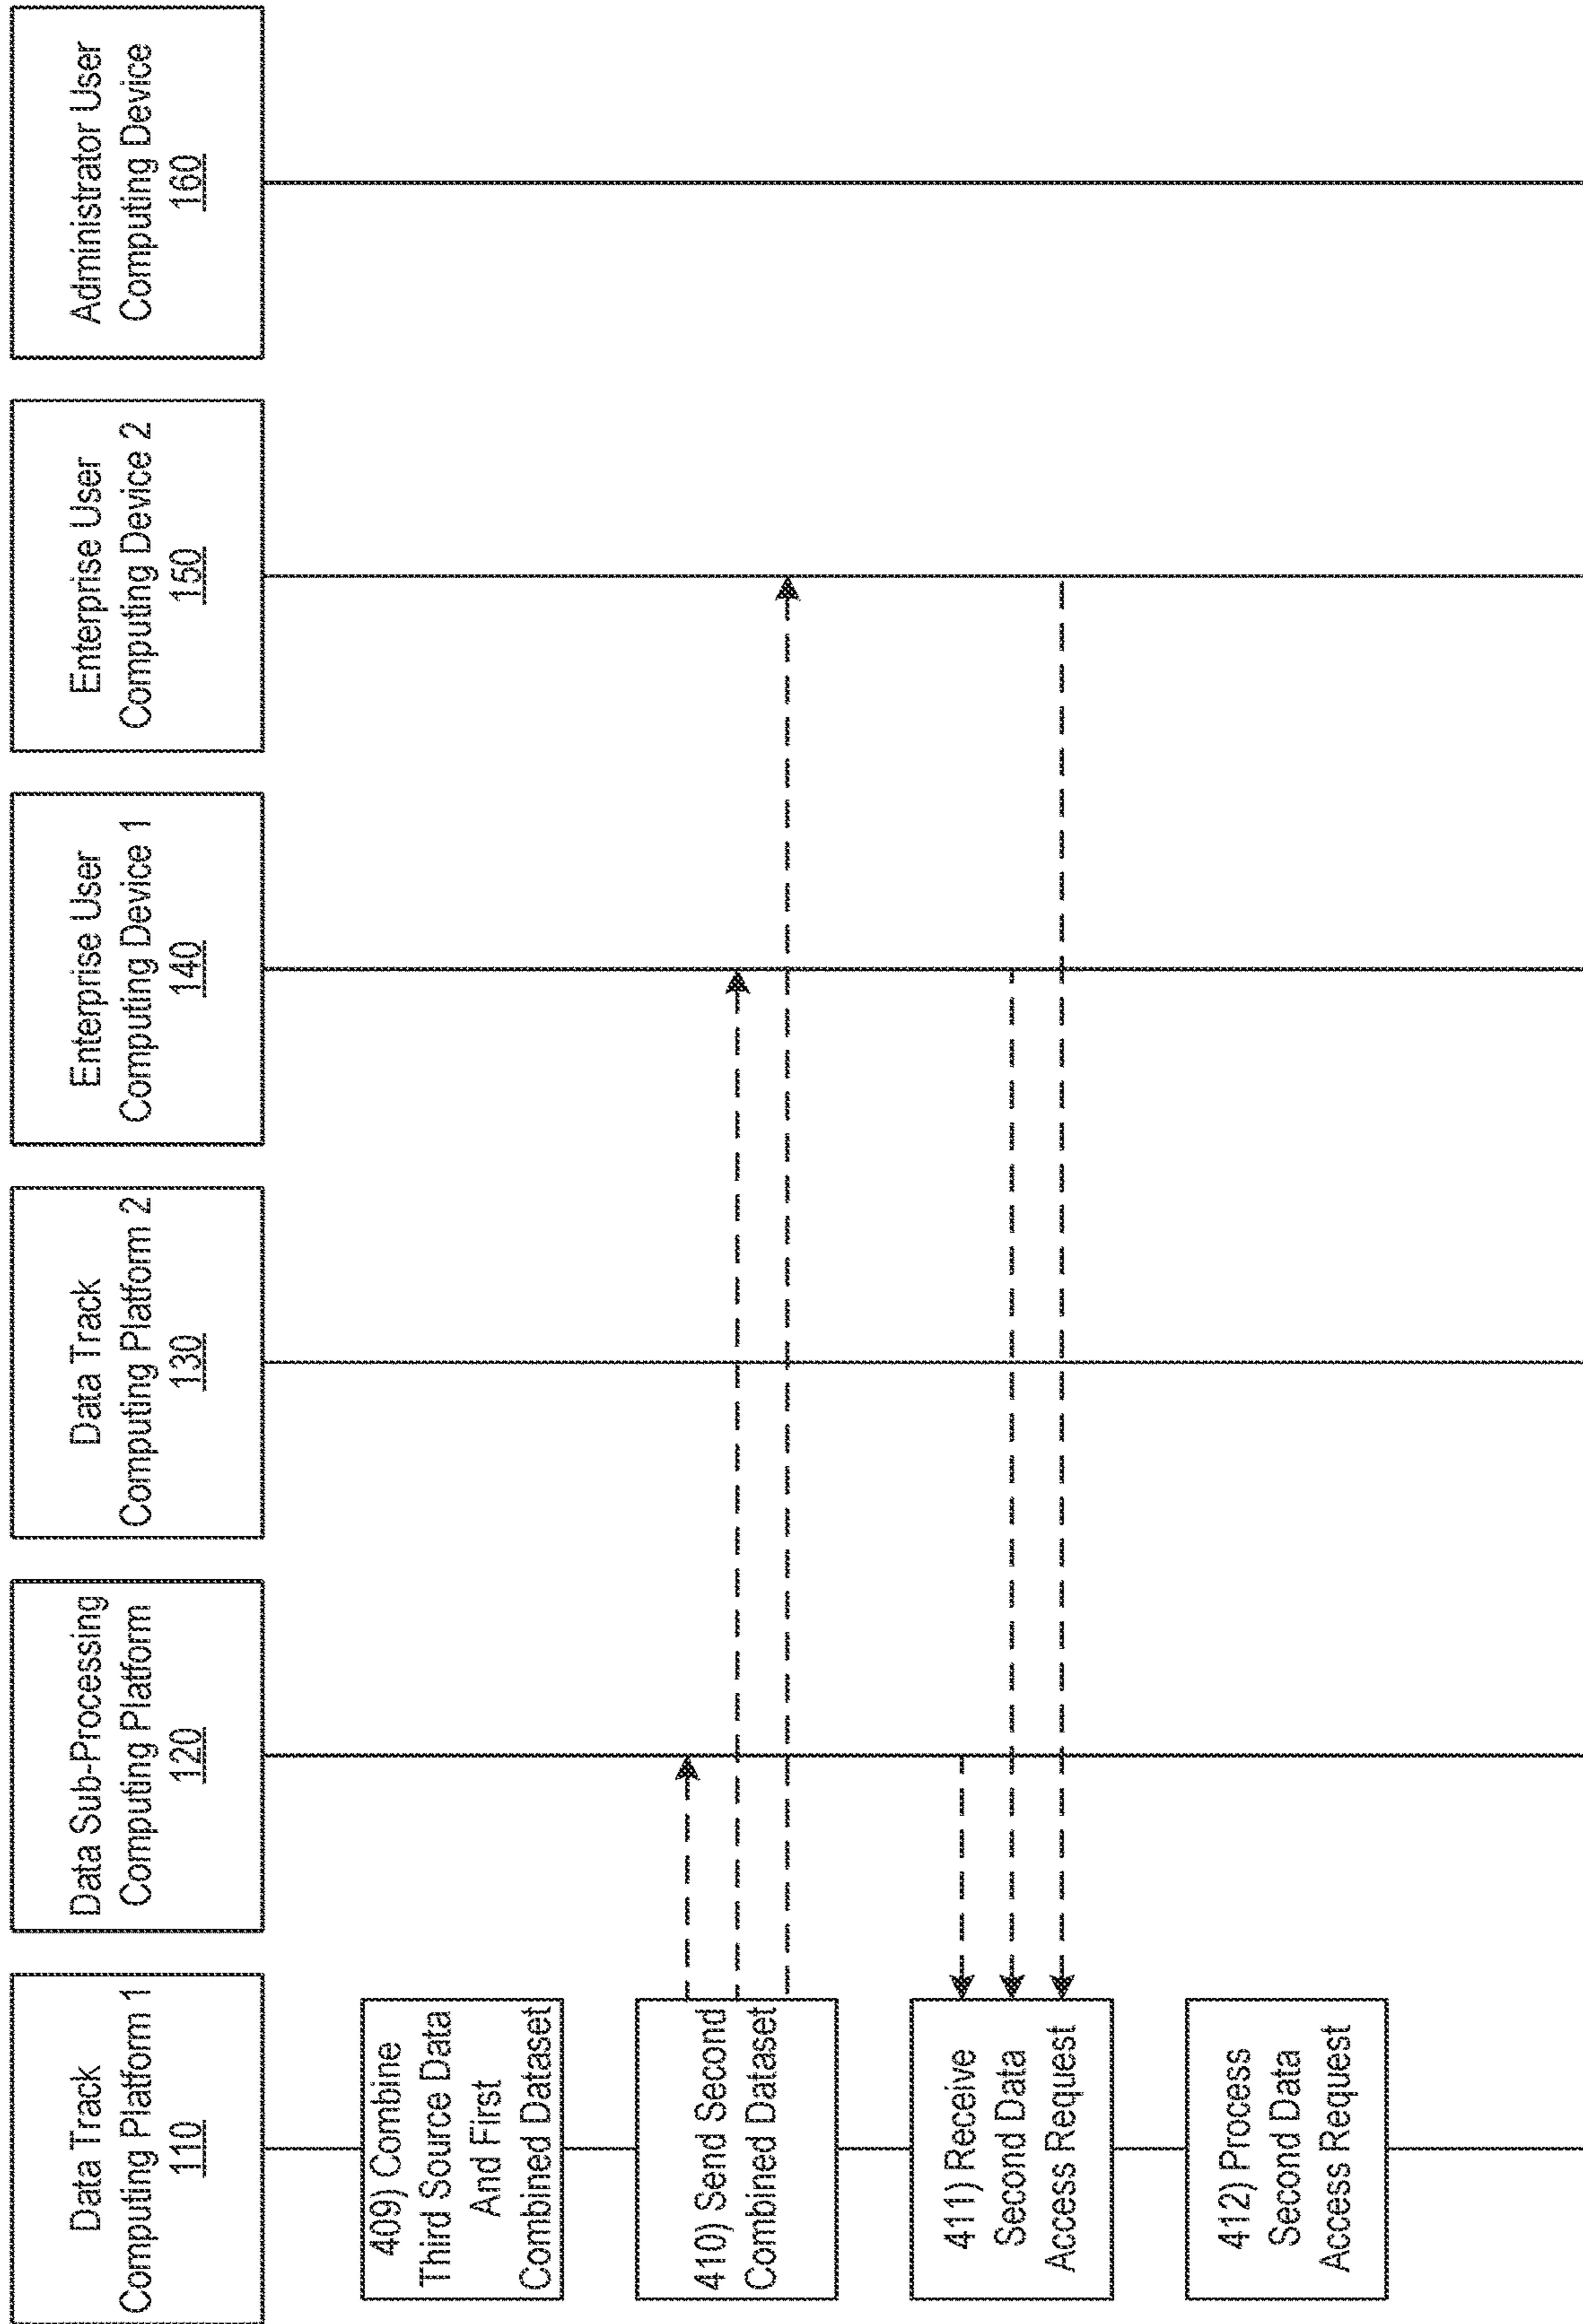 Data Track
Computing Platform 1
110
Data Sub-Processing
Computing Platform
120
Data Track
Computing Platform 2
130
Enterprise User
Computing Device 1
140
Enterprise User
Computing Device 2
150
Administrator User
Computing Device
160
409) Combine
Third Source Data
And First
Combined Dataset
410) Send Second
Combined Dataset
411) Receive
Second Data
Access Request
412) Process
Second Data
Access Request